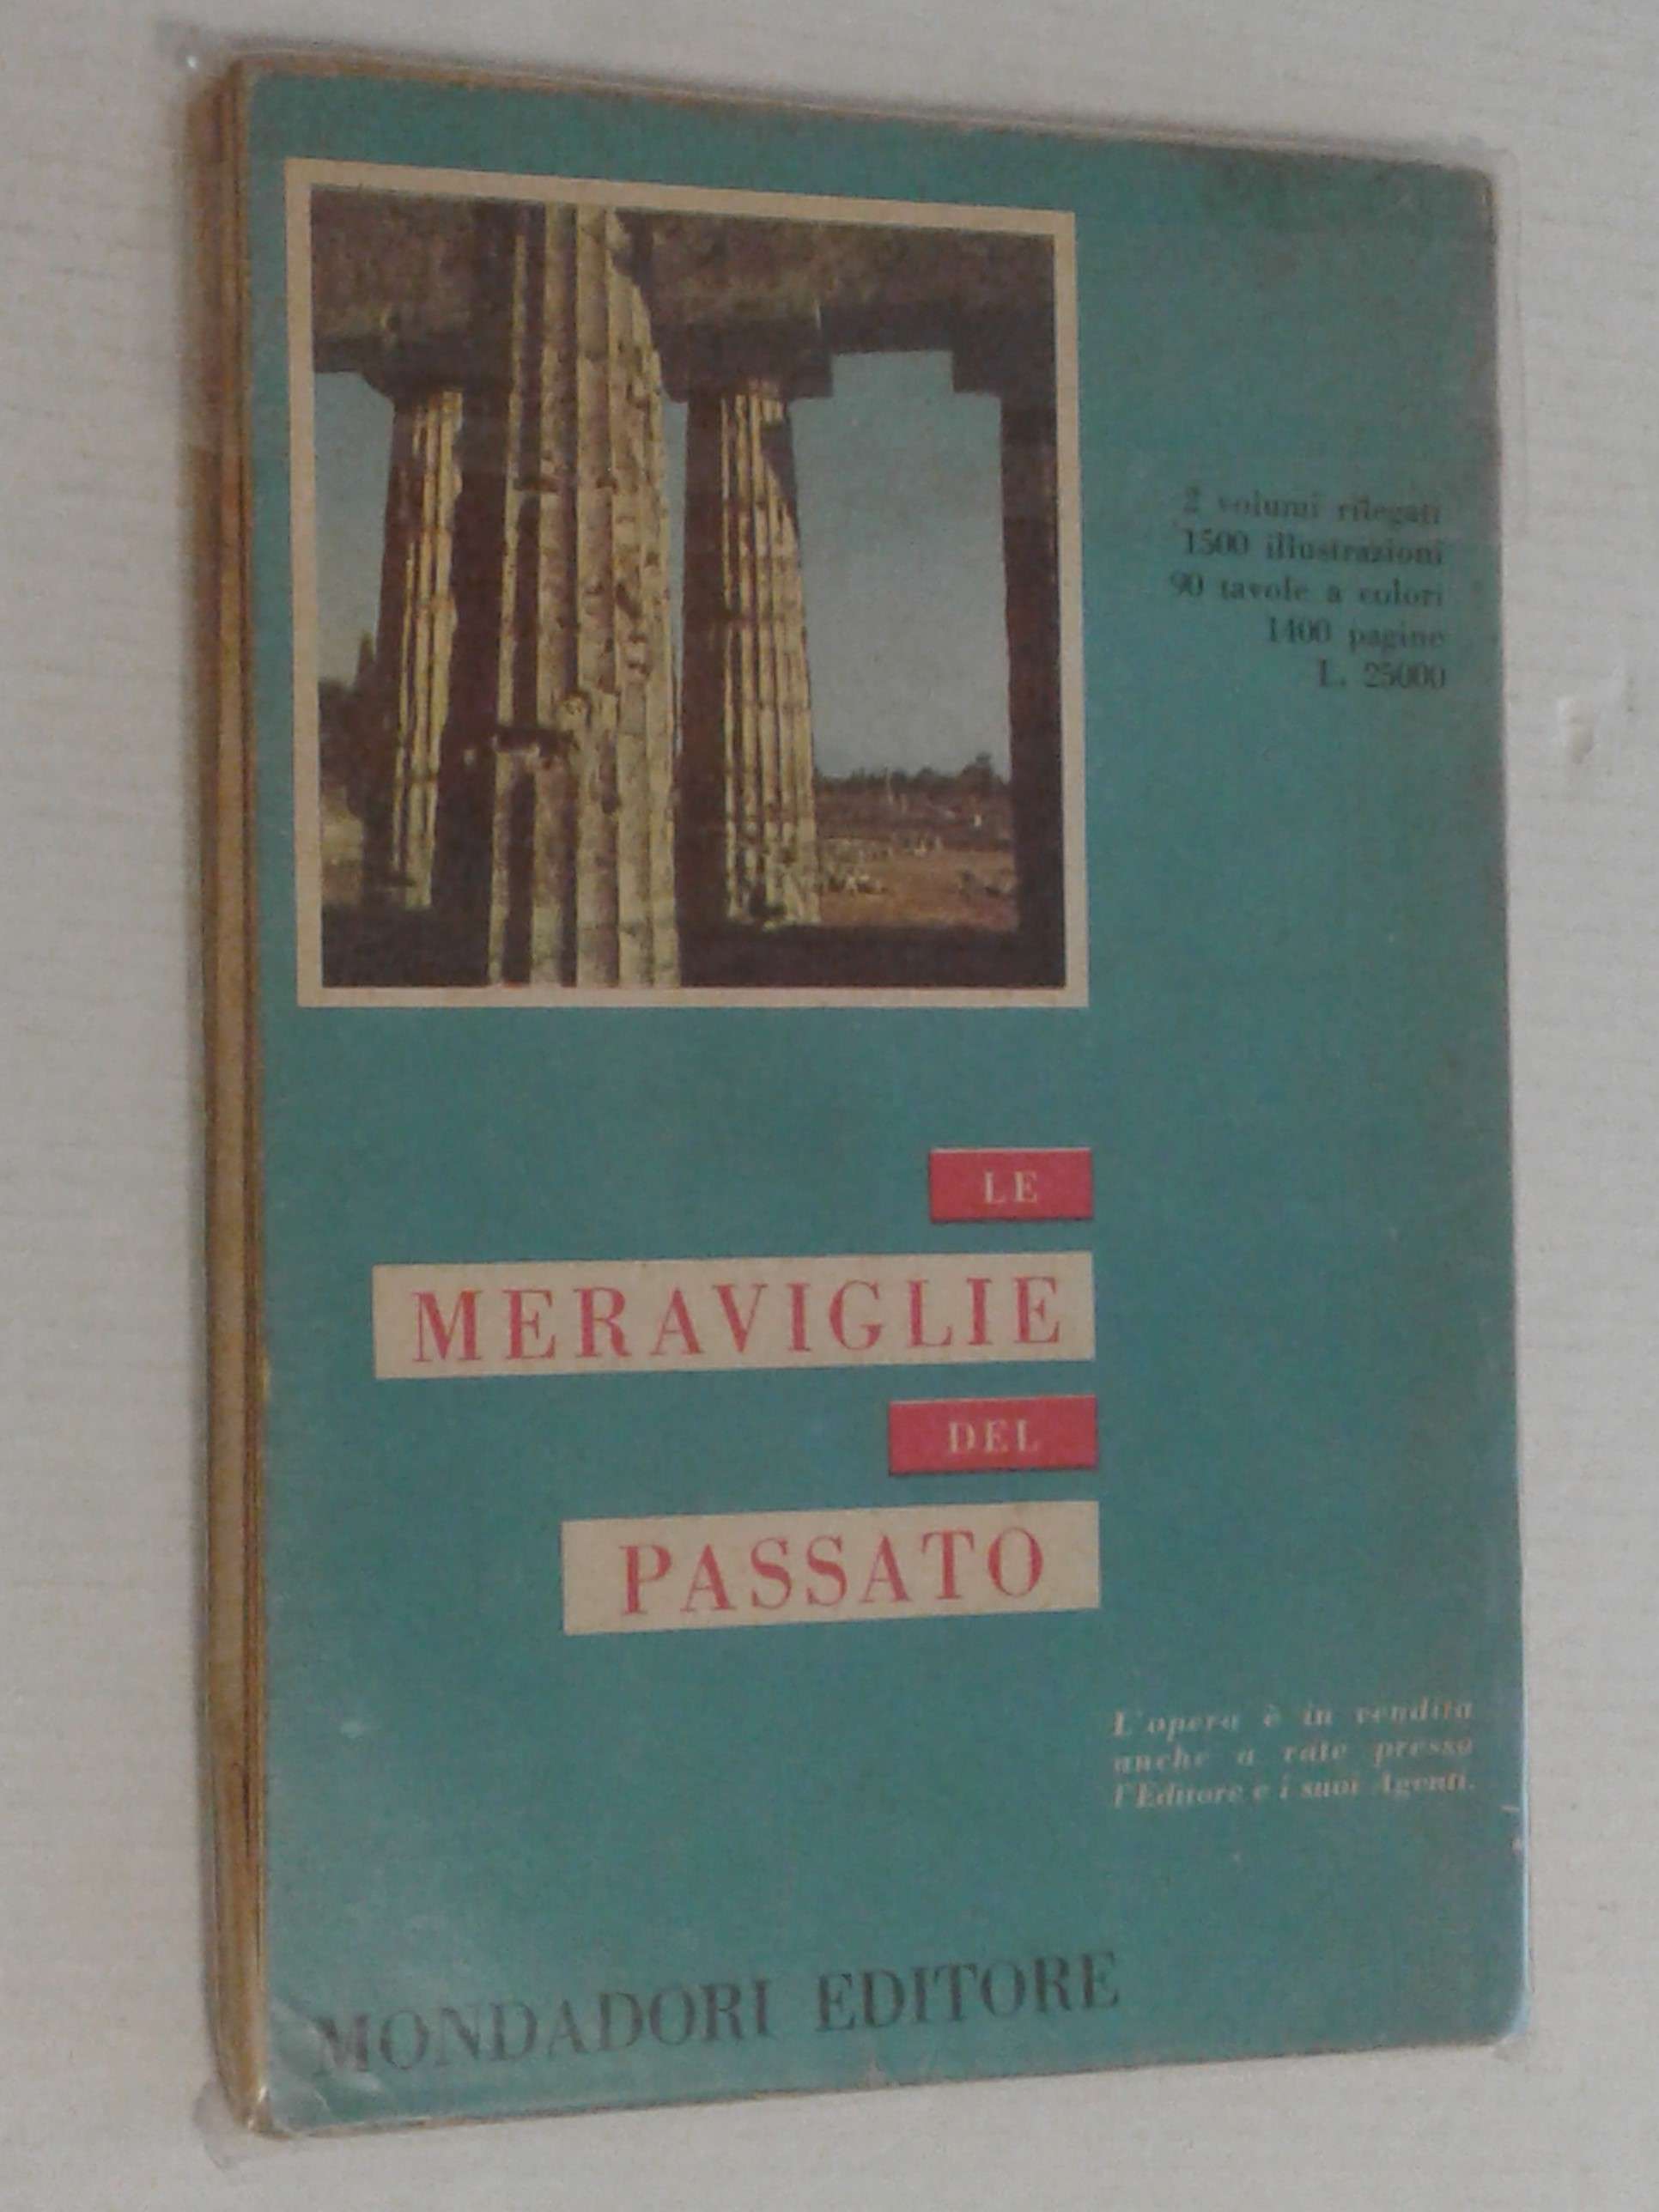 2 volumi rilegati
1500 illustrazioni
90 tavole a colori
1400 pagine
L. 25000
LE
MERAVIGLIE
DEL
PASSATO
L'opera è in vendita
anche a rate presso
l'Editore e i suoi Agenti.
MONDADORI EDITORE